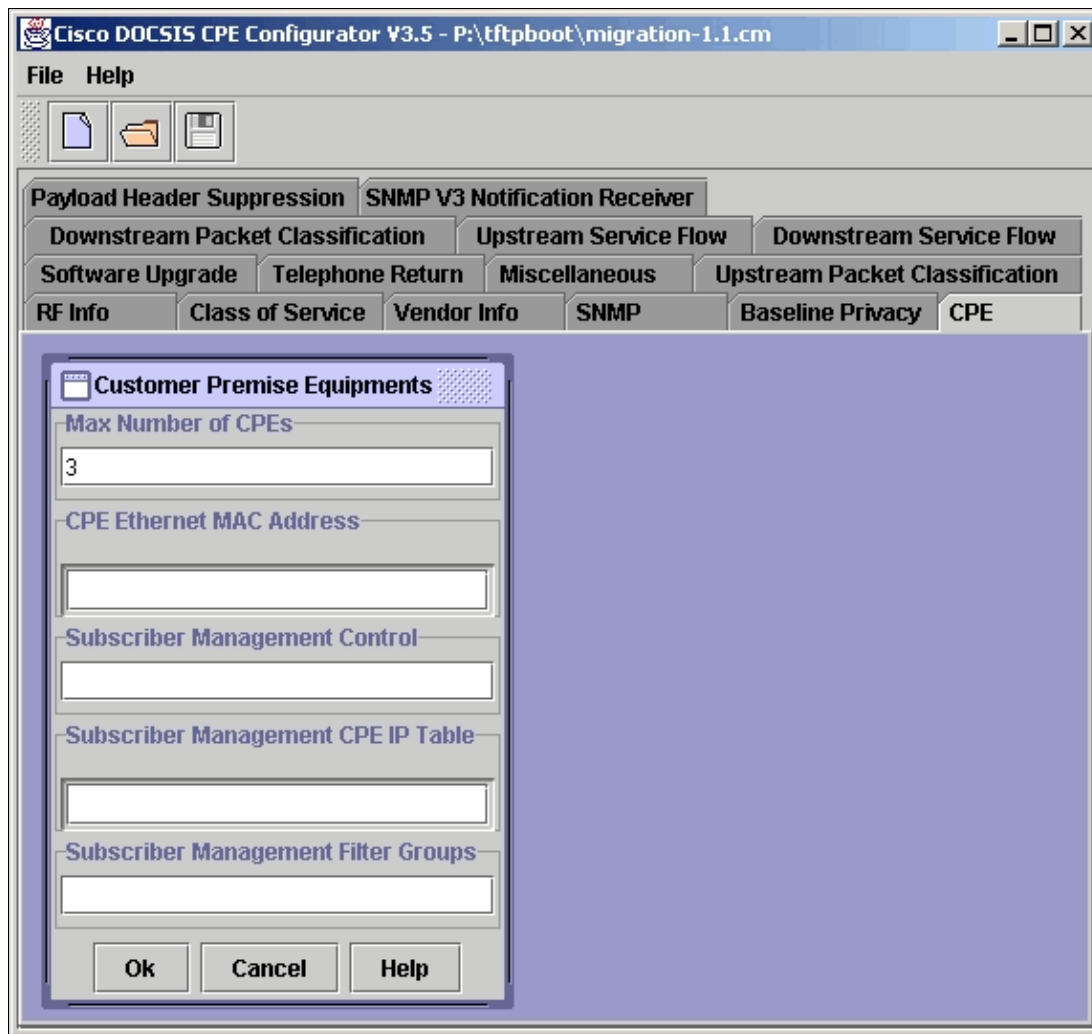 Cisco DOCSIS CPE Configurator V3.5 - P:\tftpboot\migration-1.1.cm
File Help
Payload Header Suppression SNMP V3 Notification Receiver
Downstream Packet Classification Upstream Service Flow Downstream Service Flow
Software Upgrade Telephone Return Miscellaneous Upstream Packet Classification
RF Info Class of Service Vendor Info SNMP Baseline Privacy CPE
Customer Premise Equipments
Max Number of CPEs
3
CPE Ethernet MAC Address
Subscriber Management Control
Subscriber Management CPE IP Table
Subscriber Management Filter Groups
Ok Cancel Help